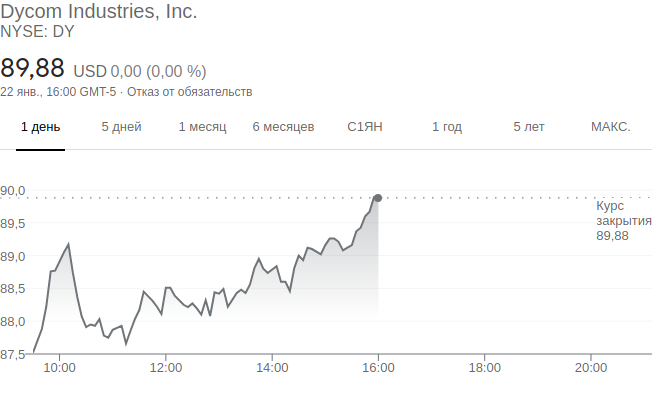 Dycom Industries, Inc.
NYSE: DY
89,88 USD 0,00 (0,00 %)
22 янв., 16:00 GMT-5 · Отказ от обязательств
1 день 5 дней 1 месяц 6 месяцев С1ЯН 1 год 5 лет МАКС.
90,0
Курс
закрытия
89,88
89,5
89,0
88,5
88,0
87,5
10:00 12:00 14:00 16:00 18:00 20:00